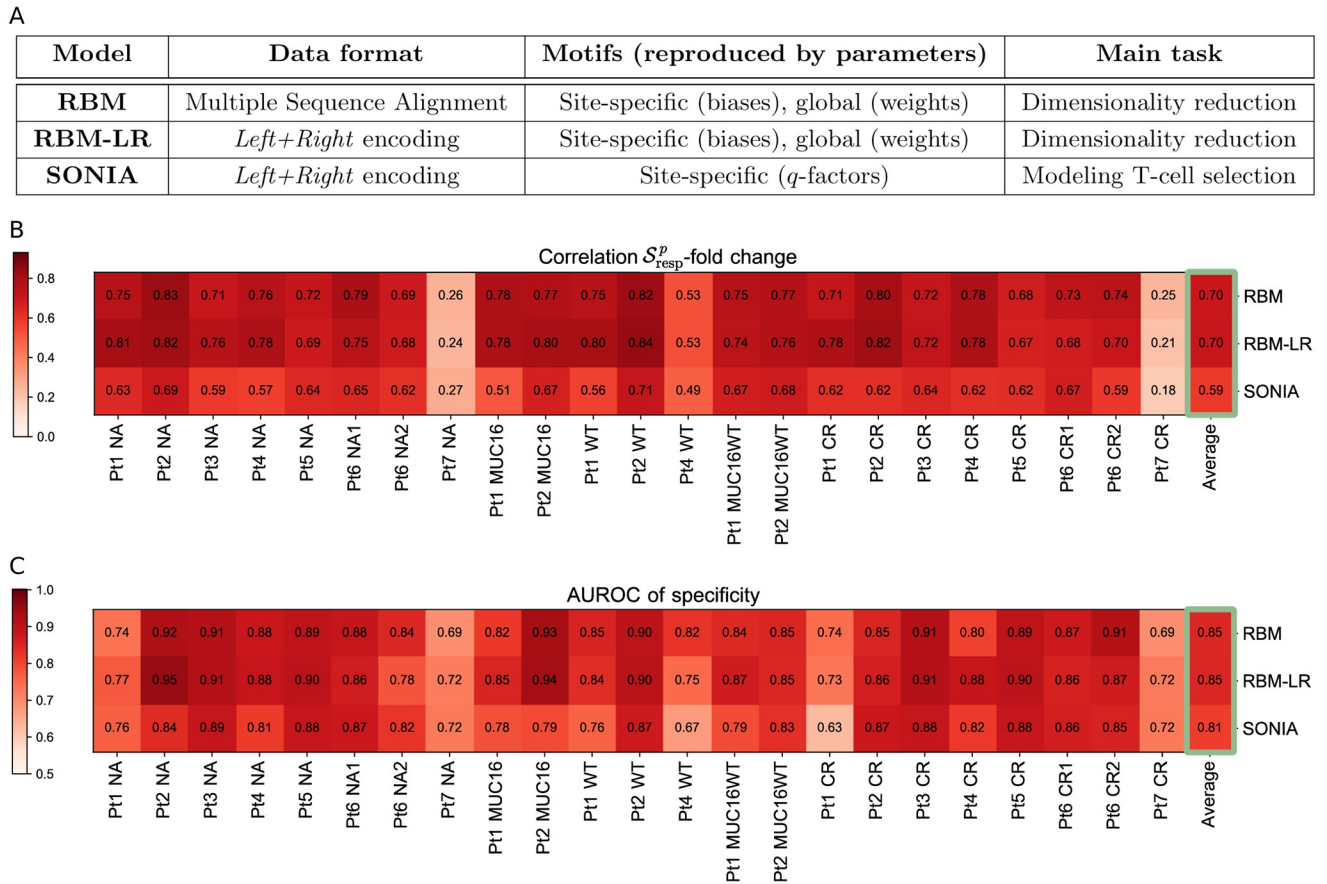 A
Model Data format Motifs (reproduced by parameters) Main task
RBM Multiple Sequence Alignment Site-specific (biases), global (weights) Dimensionality reduction
RBM-LR Left+Right encoding Site-specific (biases), global (weights) Dimensionality reduction
SONIA Left+Right encoding Site-specific (q-factors) Modeling T-cell selection
B
Correlation 𝒮ᵖresp-fold change
0.8
0.6
0.4
0.2
0.0
0.75 0.83 0.71 0.76 0.72 0.79 0.69 0.26 0.78 0.77 0.75 0.82 0.53 0.75 0.77 0.71 0.80 0.72 0.78 0.68 0.73 0.74 0.25 0.70 RBM
0.81 0.82 0.76 0.78 0.69 0.75 0.68 0.24 0.78 0.80 0.80 0.84 0.53 0.74 0.76 0.78 0.82 0.72 0.78 0.67 0.68 0.70 0.21 0.70 RBM-LR
0.63 0.69 0.59 0.57 0.64 0.65 0.62 0.27 0.51 0.67 0.56 0.71 0.49 0.67 0.68 0.62 0.62 0.64 0.62 0.62 0.67 0.59 0.18 0.59 SONIA
Pt1 NA
Pt2 NA
Pt3 NA
Pt4 NA
Pt5 NA
Pt6 NA1
Pt6 NA2
Pt7 NA
Pt1 MUC16
Pt2 MUC16
Pt1 WT
Pt2 WT
Pt4 WT
Pt1 MUC16WT
Pt2 MUC16WT
Pt1 CR
Pt2 CR
Pt3 CR
Pt4 CR
Pt5 CR
Pt6 CR1
Pt6 CR2
Pt7 CR
Average
C
AUROC of specificity
1.0
0.9
0.8
0.7
0.6
0.5
0.74 0.92 0.91 0.88 0.89 0.88 0.84 0.69 0.82 0.93 0.85 0.90 0.82 0.84 0.85 0.74 0.85 0.91 0.80 0.89 0.87 0.91 0.69 0.85 RBM
0.77 0.95 0.91 0.88 0.90 0.86 0.78 0.72 0.85 0.94 0.84 0.90 0.75 0.87 0.85 0.73 0.86 0.91 0.88 0.90 0.86 0.87 0.72 0.85 RBM-LR
0.76 0.84 0.89 0.81 0.88 0.87 0.82 0.72 0.78 0.79 0.76 0.87 0.67 0.79 0.83 0.63 0.87 0.88 0.82 0.88 0.86 0.85 0.72 0.81 SONIA
Pt1 NA
Pt2 NA
Pt3 NA
Pt4 NA
Pt5 NA
Pt6 NA1
Pt6 NA2
Pt7 NA
Pt1 MUC16
Pt2 MUC16
Pt1 WT
Pt2 WT
Pt4 WT
Pt1 MUC16WT
Pt2 MUC16WT
Pt1 CR
Pt2 CR
Pt3 CR
Pt4 CR
Pt5 CR
Pt6 CR1
Pt6 CR2
Pt7 CR
Average